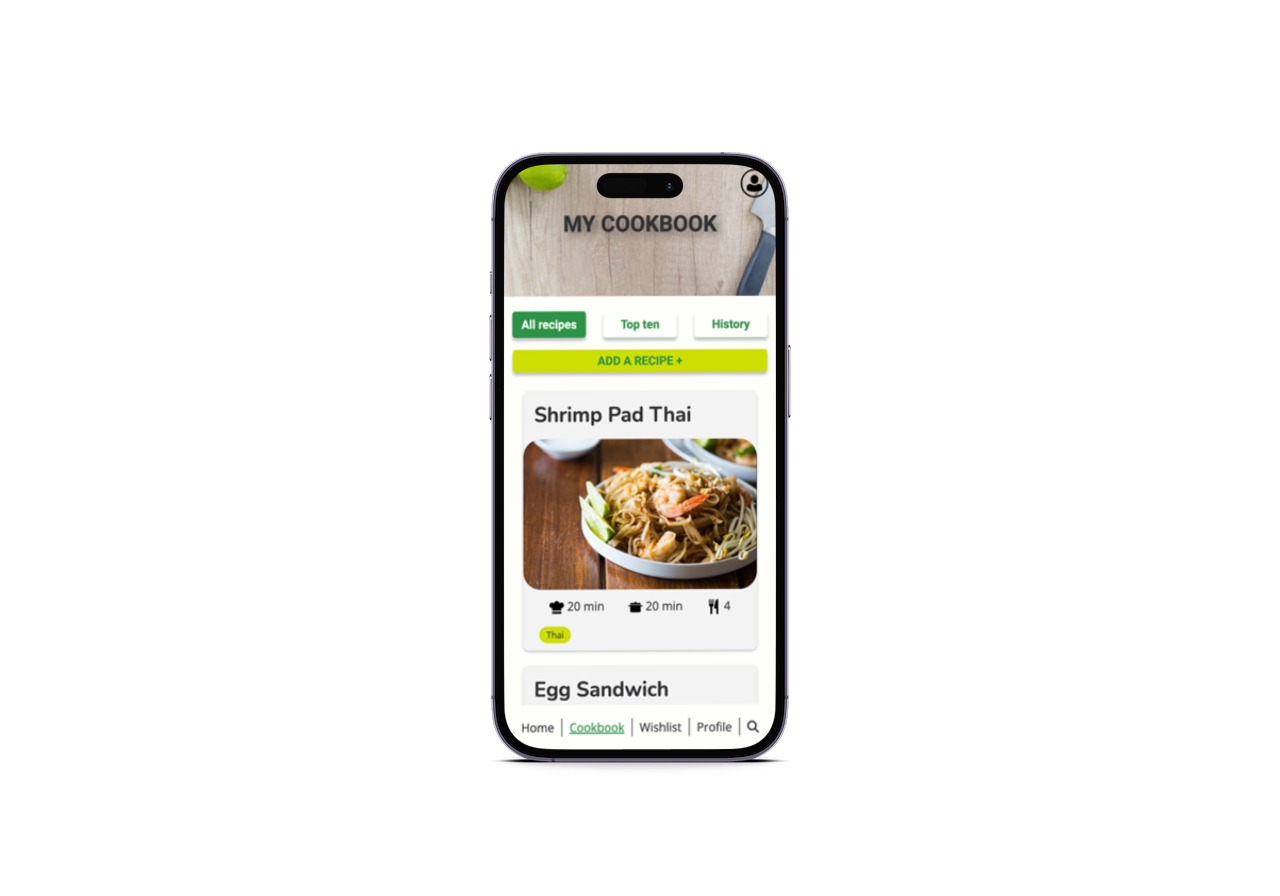 MY COOKBOOK
All recipes Top ten History
ADD A RECIPE +
Shrimp Pad Thai
20 min 20 min 4
Thai
Egg Sandwich
Home Cookbook Wishlist Profile